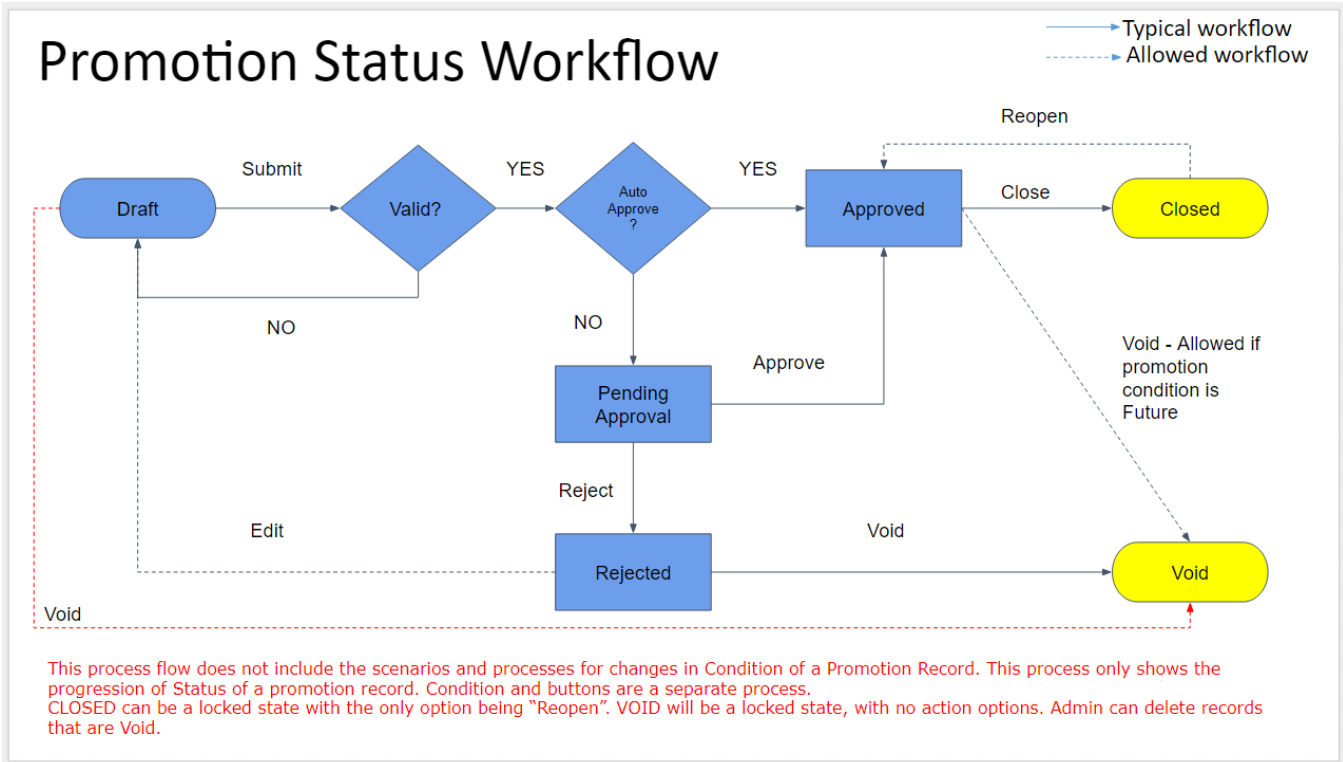 Promotion Status Workflow
Typical workflow
Allowed workflow
Reopen
Submit
YES
YES
Draft
Valid?
Auto
Approve
?
Approved
Close
Closed
NO
NO
Approve
Void - Allowed if
promotion
condition is
Future
Pending
Approval
Reject
Edit
Void
Rejected
Void
Void
This process flow does not include the scenarios and processes for changes in Condition of a Promotion Record. This process only shows the
progression of Status of a promotion record. Condition and buttons are a separate process.
CLOSED can be a locked state with the only option being “Reopen”. VOID will be a locked state, with no action options. Admin can delete records
that are Void.